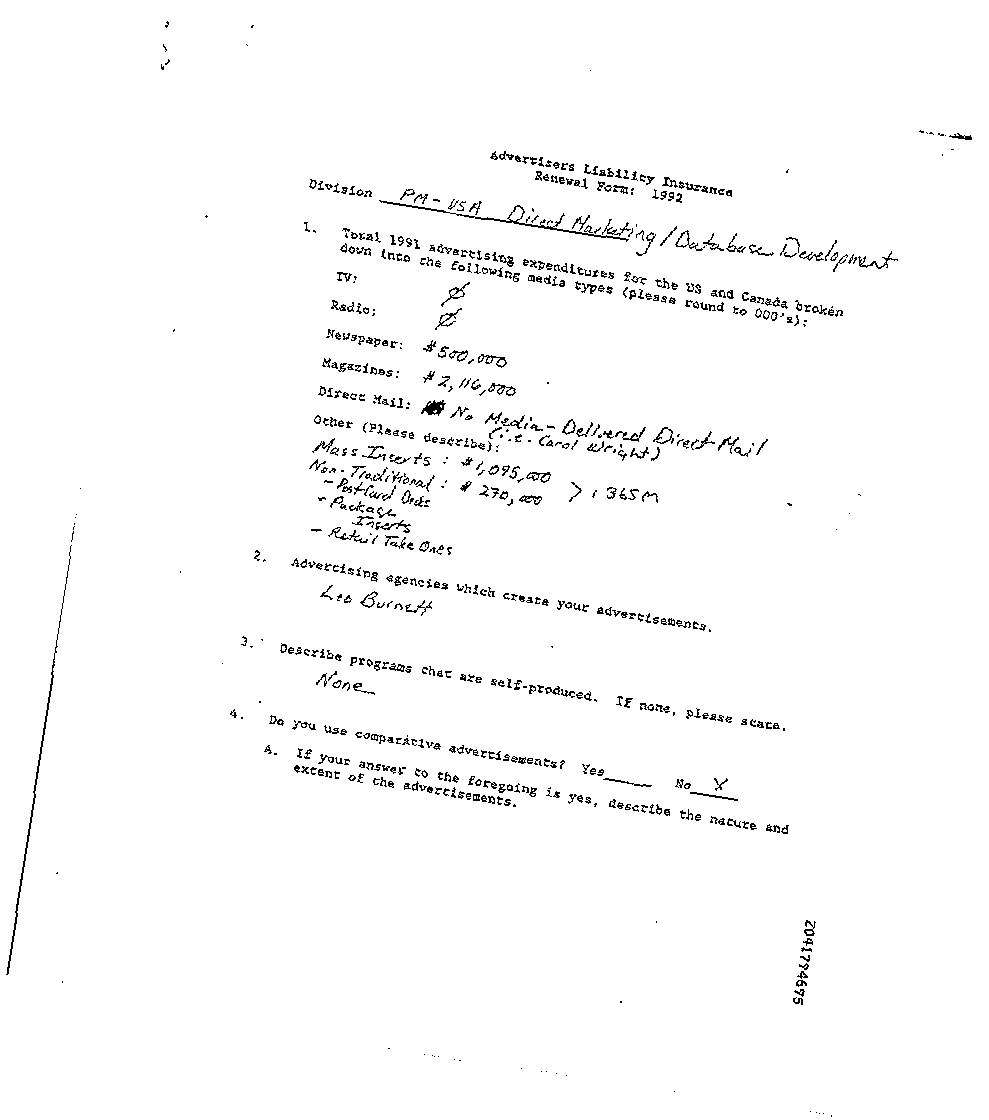 Advertisers Liability Insurance
Renewal Form: 1992
Division PM-USA Direct Marketing / Database Development
1. Total 1991 advertising expenditures for the US and Canada broken
down into the following media types (please round to 000's):
TV: Ø
Radio: Ø
Newspaper: $500,000
Magazines: $2,116,000
Direct Mail: No Media-Delivered Direct Mail
(i.e. Carol Wright)
Other (Please describe):
Mass Inserts : $1,095,000
Non-Traditional : $270,000 > 1365M
- Post Card Decks
- Package
Inserts
- Retail Take Ones
2. Advertising agencies which create your advertisements.
Leo Burnett
3. Describe programs that are self-produced. If none, please state.
None
4. Do you use comparative advertisements? Yes____ No X
A. If your answer to the foregoing is yes, describe the nature and
extent of the advertisements.
2041794695